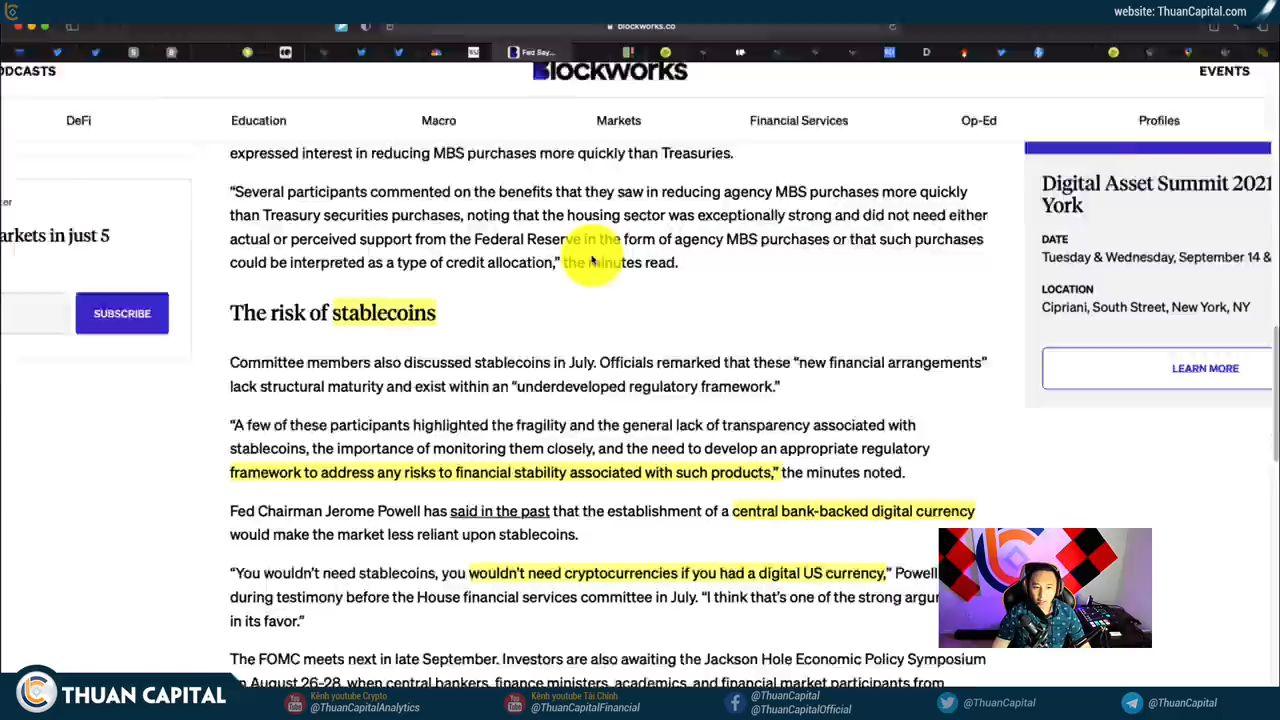 website: ThuanCapital.com
blockworks.co
Fed Say...
ODCASTS
Blockworks
EVENTS
DeFi
Education
Macro
Markets
Financial Services
Op-Ed
Profiles
expressed interest in reducing MBS purchases more quickly than Treasuries.
“Several participants commented on the benefits that they saw in reducing agency MBS purchases more quickly
than Treasury securities purchases, noting that the housing sector was exceptionally strong and did not need either
actual or perceived support from the Federal Reserve in the form of agency MBS purchases or that such purchases
could be interpreted as a type of credit allocation,” the minutes read.
arkets in just 5
SUBSCRIBE
Digital Asset Summit 2021
York
DATE
Tuesday & Wednesday, September 14 &
LOCATION
Cipriani, South Street, New York, NY
LEARN MORE
The risk of stablecoins
Committee members also discussed stablecoins in July. Officials remarked that these “new financial arrangements”
lack structural maturity and exist within an “underdeveloped regulatory framework.”
“A few of these participants highlighted the fragility and the general lack of transparency associated with
stablecoins, the importance of monitoring them closely, and the need to develop an appropriate regulatory
framework to address any risks to financial stability associated with such products,” the minutes noted.
Fed Chairman Jerome Powell has said in the past that the establishment of a central bank-backed digital currency
would make the market less reliant upon stablecoins.
“You wouldn’t need stablecoins, you wouldn’t need cryptocurrencies if you had a digital US currency,” Powell
during testimony before the House financial services committee in July. “I think that’s one of the strong argu
in its favor.”
The FOMC meets next in late September. Investors are also awaiting the Jackson Hole Economic Policy Symposium
on August 26-28, when central bankers, finance ministers, academics, and financial market participants from
THUAN CAPITAL
Kênh youtube Crypto
@ThuanCapitalAnalytics
Kênh youtube Tài Chính
@ThuanCapitalFinancial
@ThuanCapital
@ThuanCapitalOfficial
@ThuanCapital
@ThuanCapital